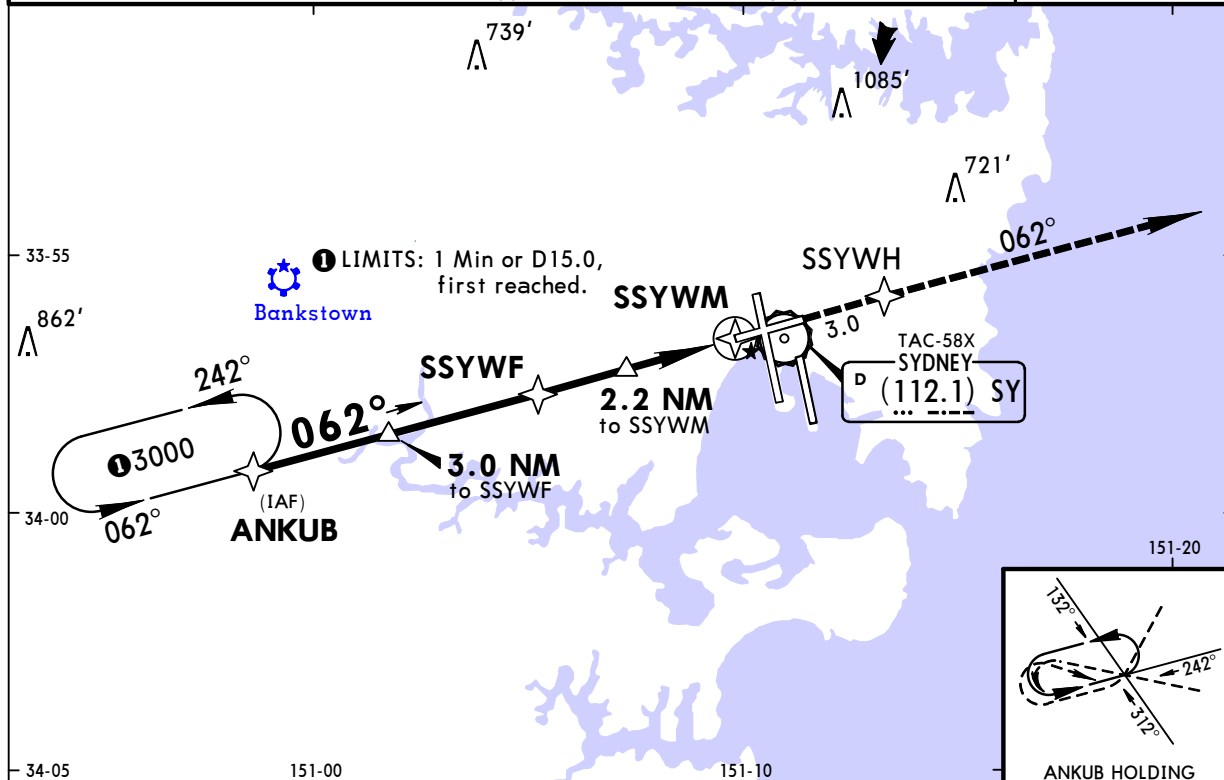 739'
1085'
721'
33-55
❶ LIMITS: 1 Min or D15.0,
first reached.
Bankstown
062°
SSYWH
SSYWM
3.0
862'
TAC-58X
SYDNEY
D (112.1) SY
242°
SSYWF
062°
2.2 NM
to SSYWM
❶3000
3.0 NM
to SSYWF
(IAF)
ANKUB
062°
34-00
151-20
132°
242°
312°
34-05
151-00
151-10
ANKUB HOLDING